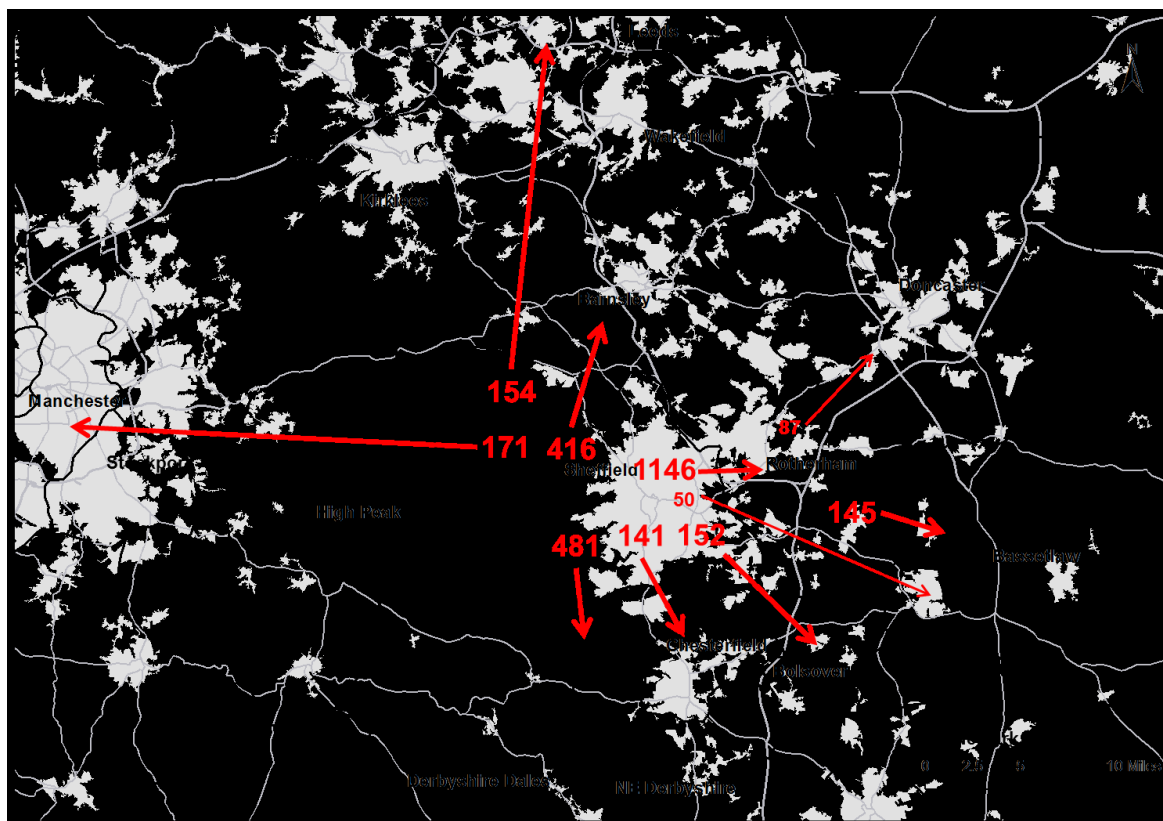 Leeds
N
Wakefield
Kirklees
Barnsley
Doncaster
154
Manchester
87
171
416
Stockport
Sheffield
1146
Rotherham
50
High Peak
145
481
141
152
Bassetlaw
Chesterfield
Bolsover
0 2.5 5 10 Miles
Derbyshire Dales
NE Derbyshire